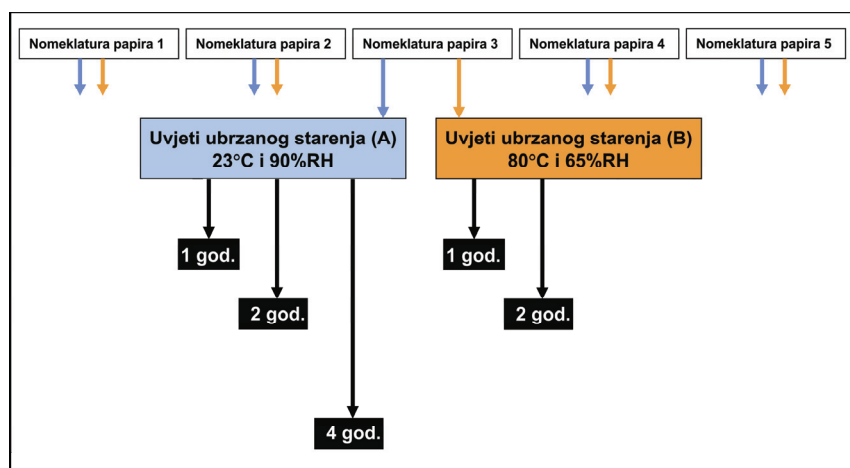 Nomeklatura papira 1
Nomeklatura papira 2
Nomeklatura papira 3
Nomeklatura papira 4
Nomeklatura papira 5
Uvjeti ubrzanog starenja (A)
23°C i 90%RH
Uvjeti ubrzanog starenja (B)
80°C i 65%RH
1 god.
1 god.
2 god.
2 god.
4 god.